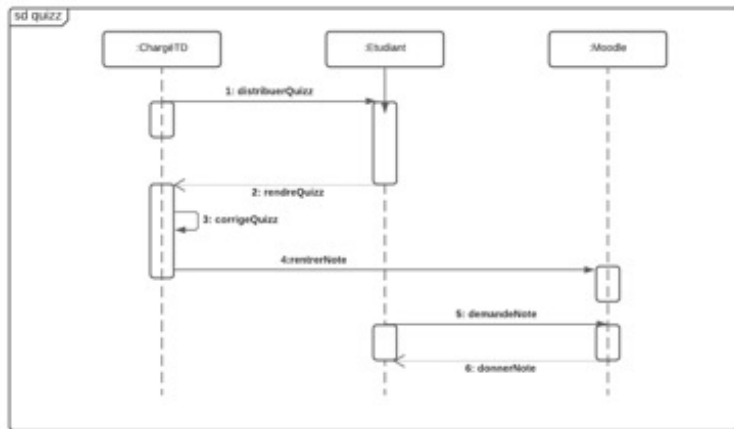 sd quizz
:ChargéTD
:Etudiant
:Moodle
1: distribuerQuizz
2: rendreQuizz
3: corrigeQuizz
4:rentrerNote
5: demandeNote
6: donnerNote